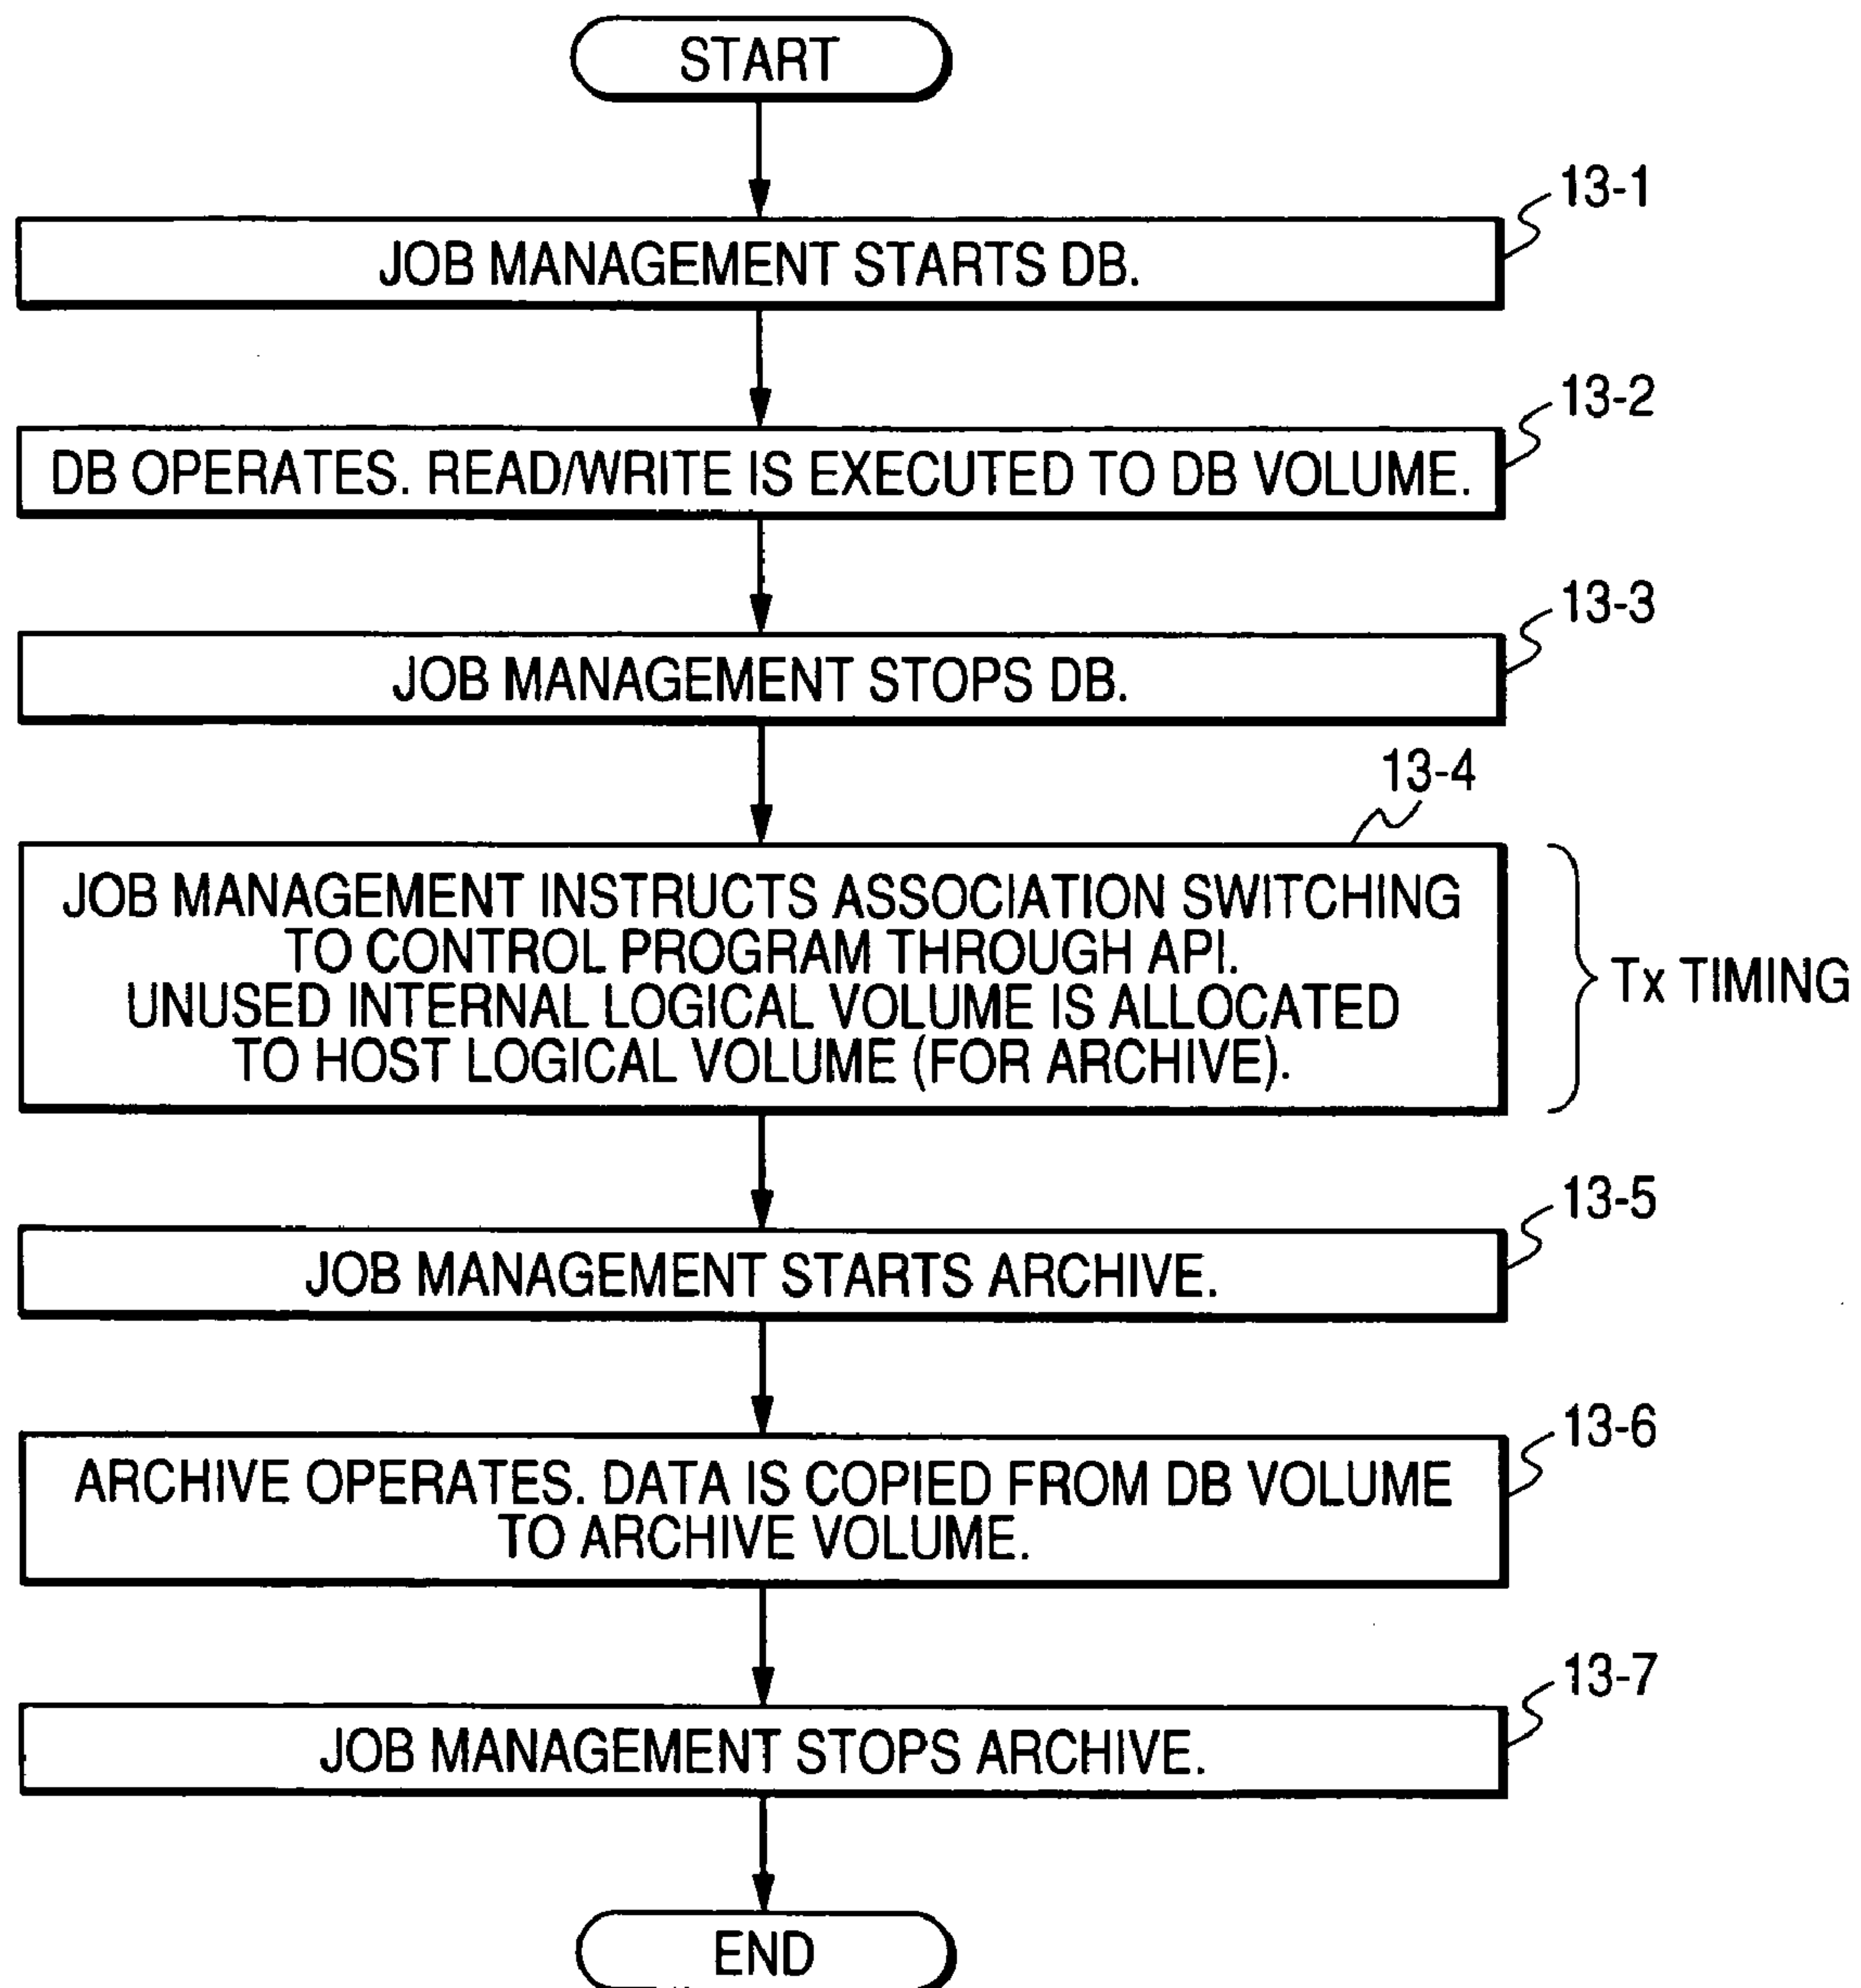 START
13-1
JOB MANAGEMENT STARTS DB.
13-2
DB OPERATES. READ/WRITE IS EXECUTED TO DB VOLUME.
13-3
JOB MANAGEMENT STOPS DB.
13-4
JOB MANAGEMENT INSTRUCTS ASSOCIATION SWITCHING
TO CONTROL PROGRAM THROUGH API.
UNUSED INTERNAL LOGICAL VOLUME IS ALLOCATED
TO HOST LOGICAL VOLUME (FOR ARCHIVE).
Tx TIMING
13-5
JOB MANAGEMENT STARTS ARCHIVE.
13-6
ARCHIVE OPERATES. DATA IS COPIED FROM DB VOLUME
TO ARCHIVE VOLUME.
13-7
JOB MANAGEMENT STOPS ARCHIVE.
END